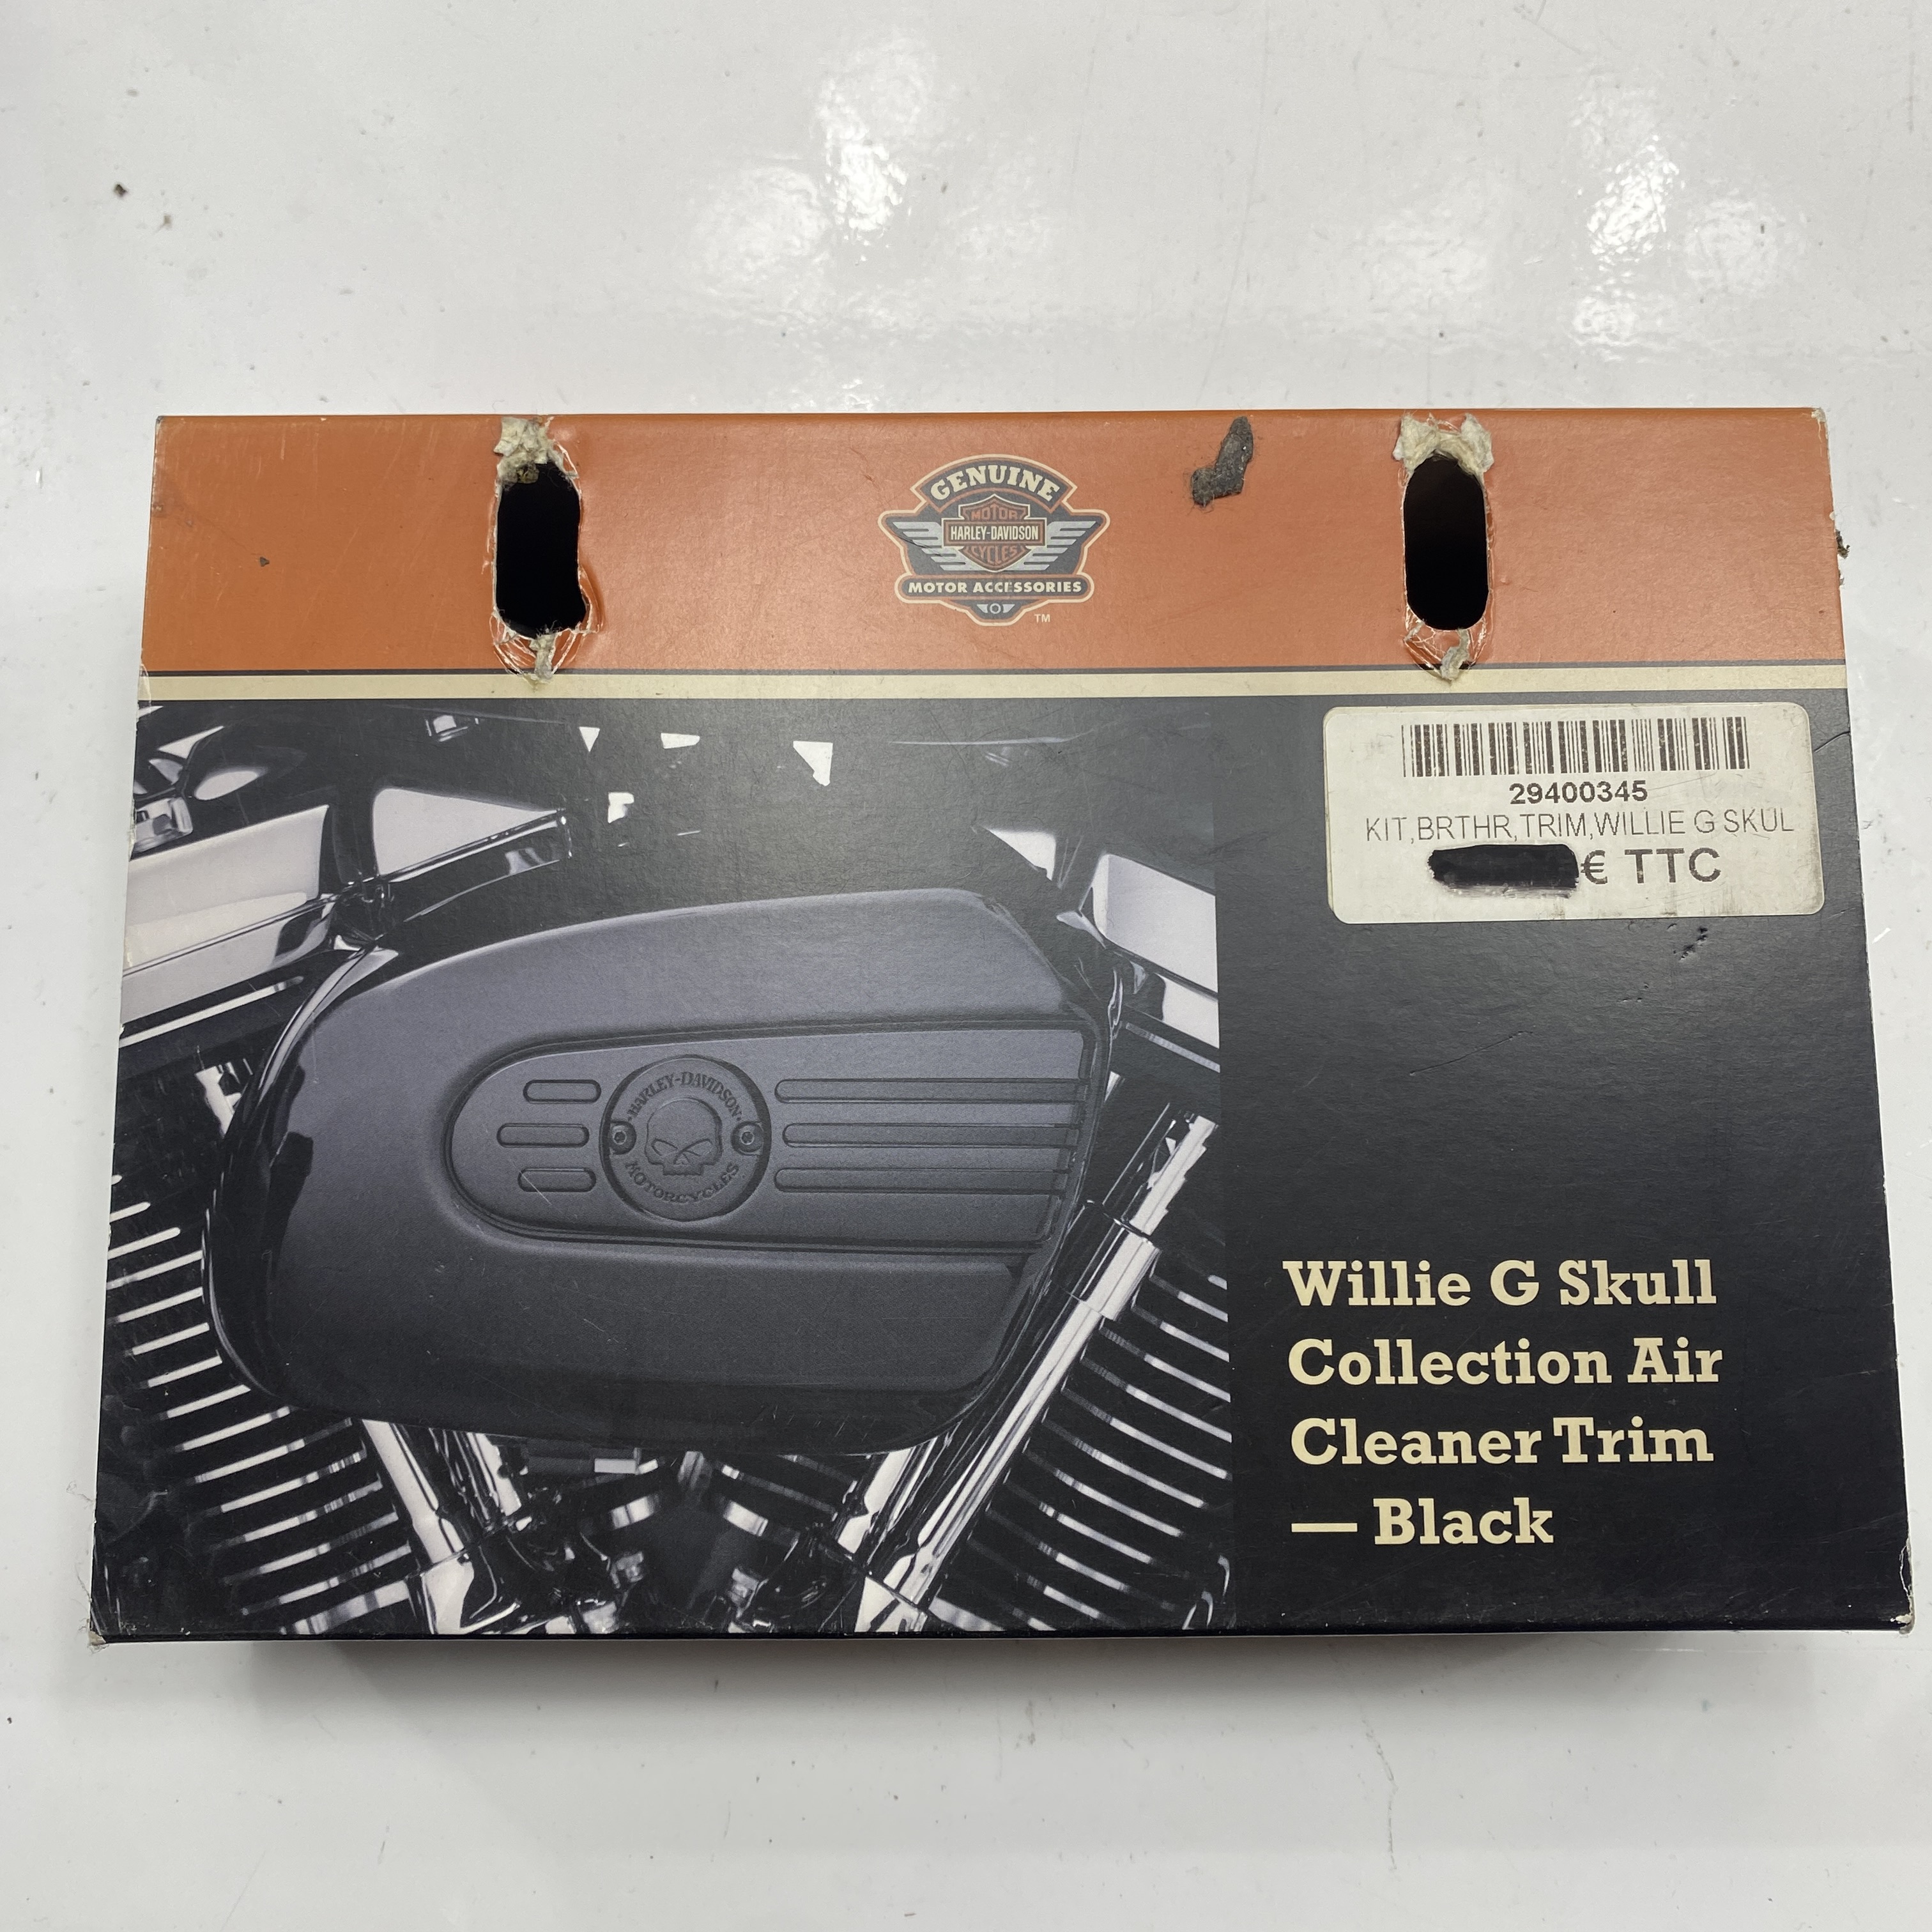 GENUINE
MOTOR
HARLEY-DAVIDSON
CYCLES
MOTOR ACCESSORIES
TM
29400345
KIT,BRTHR,TRIM,WILLIE G SKUL
€ TTC
HARLEY-DAVIDSON
MOTORCYCLES
Willie G Skull
Collection Air
Cleaner Trim
— Black